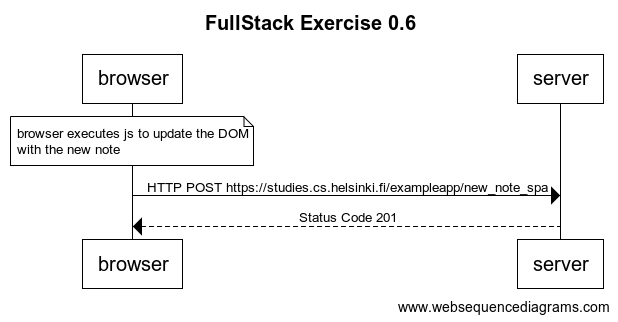 FullStack Exercise 0.6
browser
server
browser executes js to update the DOM
with the new note
HTTP POST https://studies.cs.helsinki.fi/exampleapp/new_note_spa
Status Code 201
browser
server
www.websequencediagrams.com